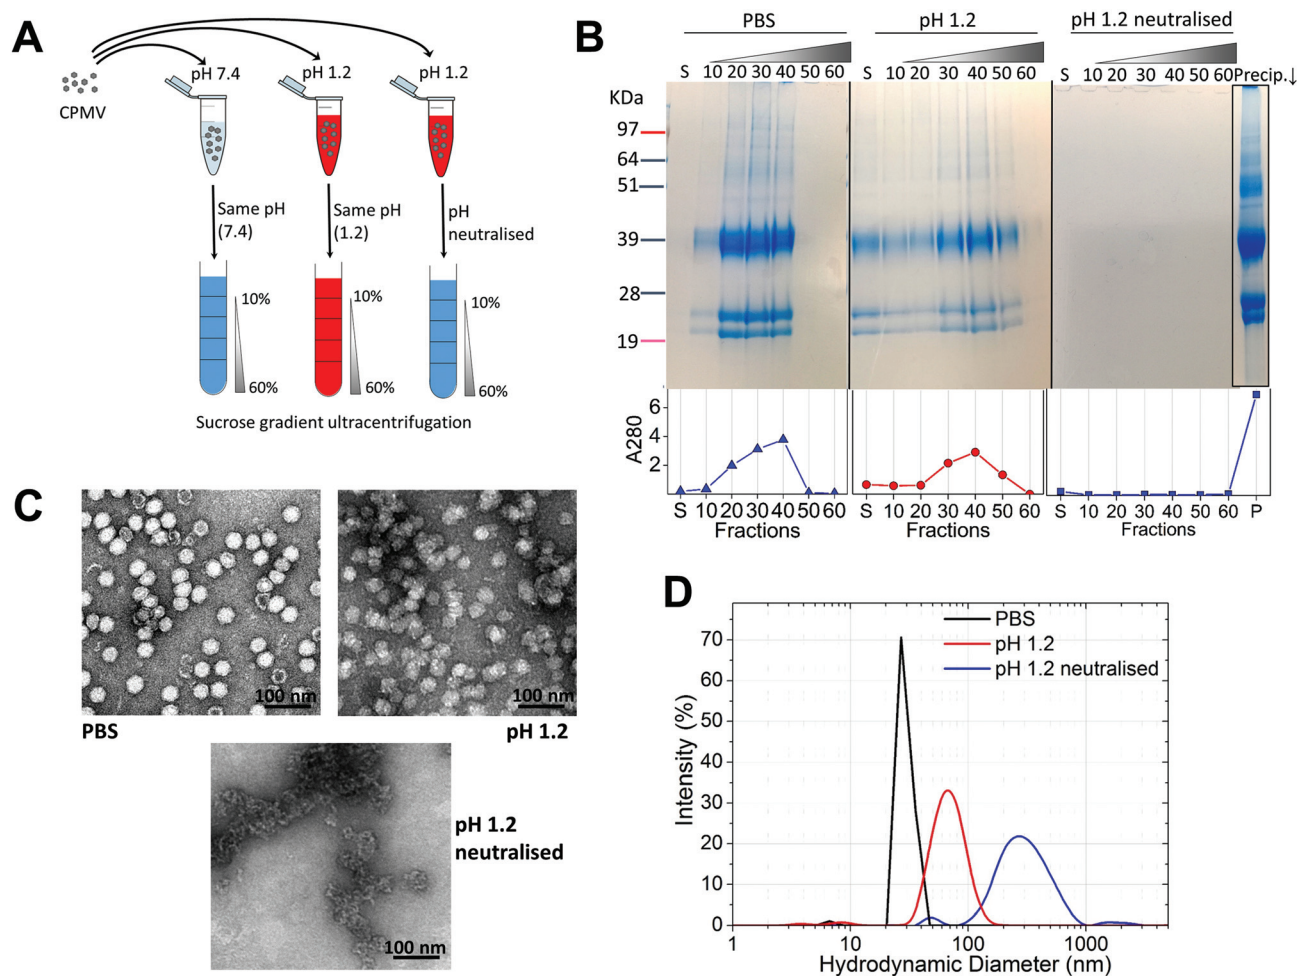 A
pH 7.4 pH 1.2 pH 1.2
CPMV
Same pH
(7.4)
Same pH
(1.2)
pH
neutralised
10% 10% 10%
60% 60% 60%
Sucrose gradient ultracentrifugation
B
PBS pH 1.2 pH 1.2 neutralised
S 10 20 30 40 50 60 S 10 20 30 40 50 60 S 10 20 30 40 50 60 Precip.↓
KDa
97
64
51
39
28
19
A280
6
4
2
S 10 20 30 40 50 60 S 10 20 30 40 50 60 S 10 20 30 40 50 60 P
Fractions Fractions Fractions
C
100 nm 100 nm
PBS pH 1.2
pH 1.2
neutralised
100 nm
D
PBS
pH 1.2
pH 1.2 neutralised
Intensity (%)
70
60
50
40
30
20
10
0
1 10 100 1000
Hydrodynamic Diameter (nm)